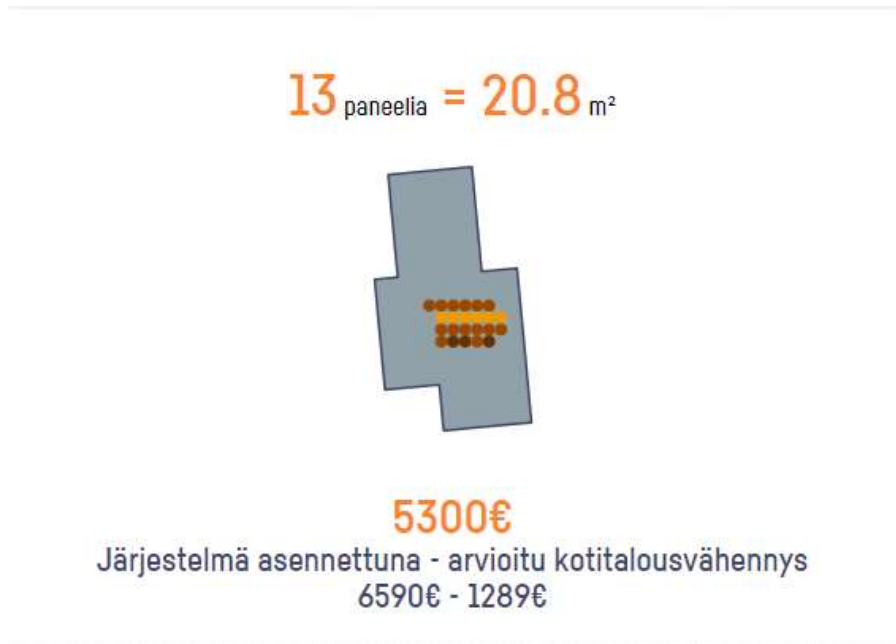 13 paneelia = 20.8 m²
5300€
Järjestelmä asennettuna - arvioitu kotitalousvähennys
6590€ - 1289€